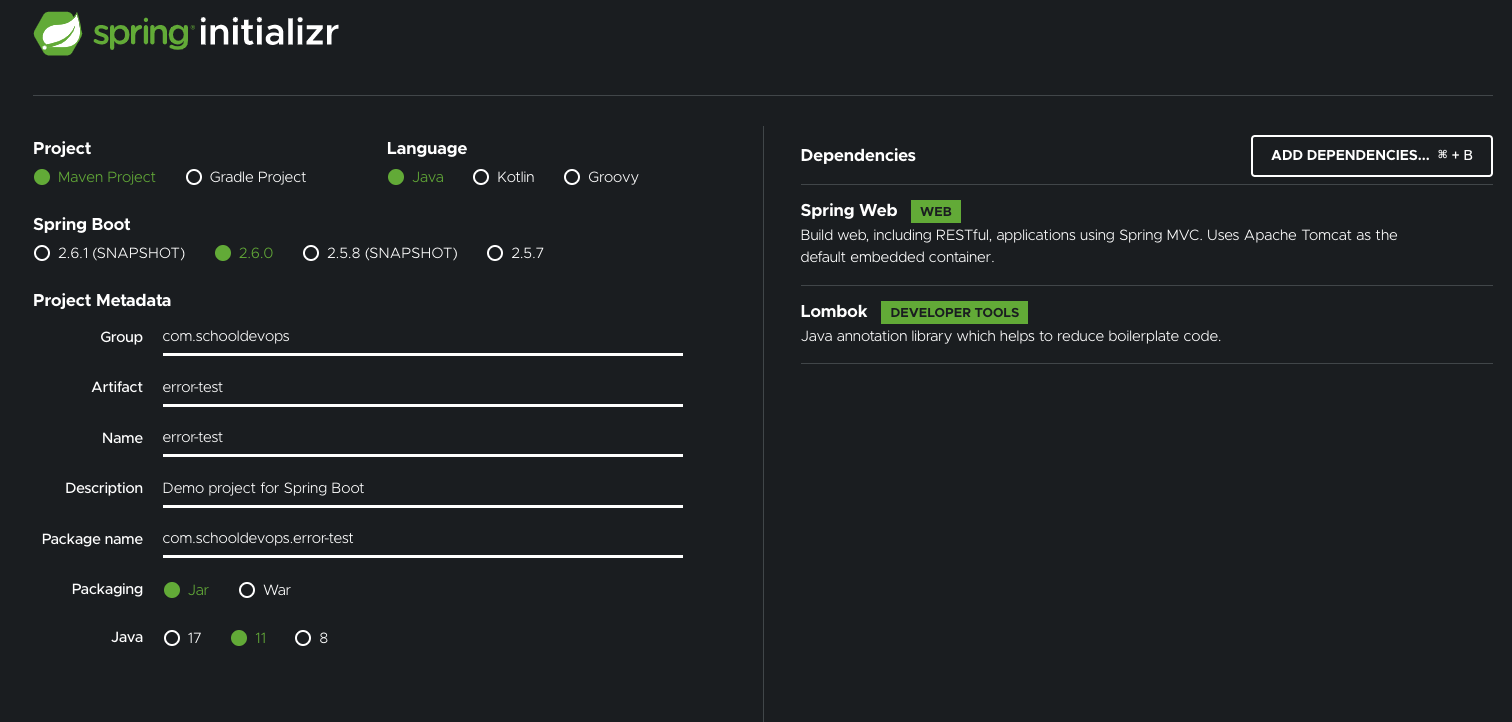 spring initializr
Project
Maven Project Gradle Project
Language
Java Kotlin Groovy
Spring Boot
2.6.1 (SNAPSHOT) 2.6.0 2.5.8 (SNAPSHOT) 2.5.7
Project Metadata
Group com.schooldevops
Artifact error-test
Name error-test
Description Demo project for Spring Boot
Package name com.schooldevops.error-test
Packaging Jar War
Java 17 11 8
Dependencies
ADD DEPENDENCIES... ⌘ + B
Spring Web WEB
Build web, including RESTful, applications using Spring MVC. Uses Apache Tomcat as the
default embedded container.
Lombok DEVELOPER TOOLS
Java annotation library which helps to reduce boilerplate code.